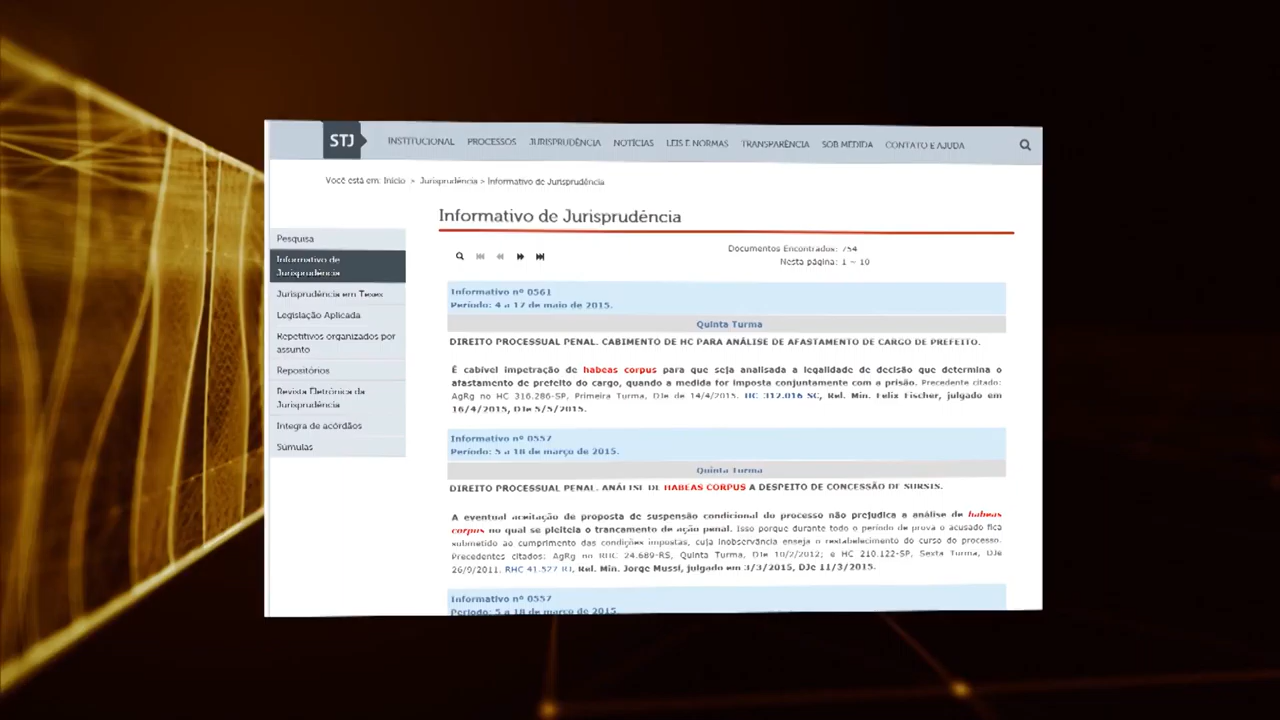 STJ
INSTITUCIONAL PROCESSOS JURISPRUDÊNCIA NOTÍCIAS LEIS E NORMAS TRANSPARÊNCIA SOB MEDIDA CONTATO E AJUDA
Você está em: Início > Jurisprudência > Informativo de Jurisprudência
Informativo de Jurisprudência
Pesquisa
Informativo de
Jurisprudência
Jurisprudência em Teses
Legislação Aplicada
Repetitivos organizados por
assunto
Repositórios
Revista Eletrônica da
Jurisprudência
Íntegra de acórdãos
Súmulas
Documentos Encontrados: 754
Nesta página: 1 ~ 10
Informativo nº 0561
Período: 4 a 17 de maio de 2015.
Quinta Turma
DIREITO PROCESSUAL PENAL. CABIMENTO DE HC PARA ANÁLISE DE AFASTAMENTO DE CARGO DE PREFEITO.
É cabível impetração de habeas corpus para que seja analisada a legalidade de decisão que determina o
afastamento de prefeito do cargo, quando a medida for imposta conjuntamente com a prisão. Precedente citado:
AgRg no HC 316.286-SP, Primeira Turma, DJe de 14/4/2015. HC 312.016-SC, Rel. Min. Felix Fischer, julgado em
16/4/2015, DJe 5/5/2015.
Informativo nº 0557
Período: 5 a 18 de março de 2015.
Quinta Turma
DIREITO PROCESSUAL PENAL. ANÁLISE DE HABEAS CORPUS A DESPEITO DE CONCESSÃO DE SURSIS.
A eventual aceitação de proposta de suspensão condicional do processo não prejudica a análise de habeas
corpus no qual se pleiteia o trancamento de ação penal. Isso porque durante todo o período de prova o acusado fica
submetido ao cumprimento das condições impostas, cuja inobservância enseja o restabelecimento do curso do processo.
Precedentes citados: AgRg no RHC 24.689-RS, Quinta Turma, DJe 10/2/2012; e HC 210.122-SP, Sexta Turma, DJe
26/9/2011. RHC 41.527-RJ, Rel. Min. Jorge Mussi, julgado em 3/3/2015, DJe 11/3/2015.
Informativo nº 0557
Período: 5 a 18 de março de 2015.